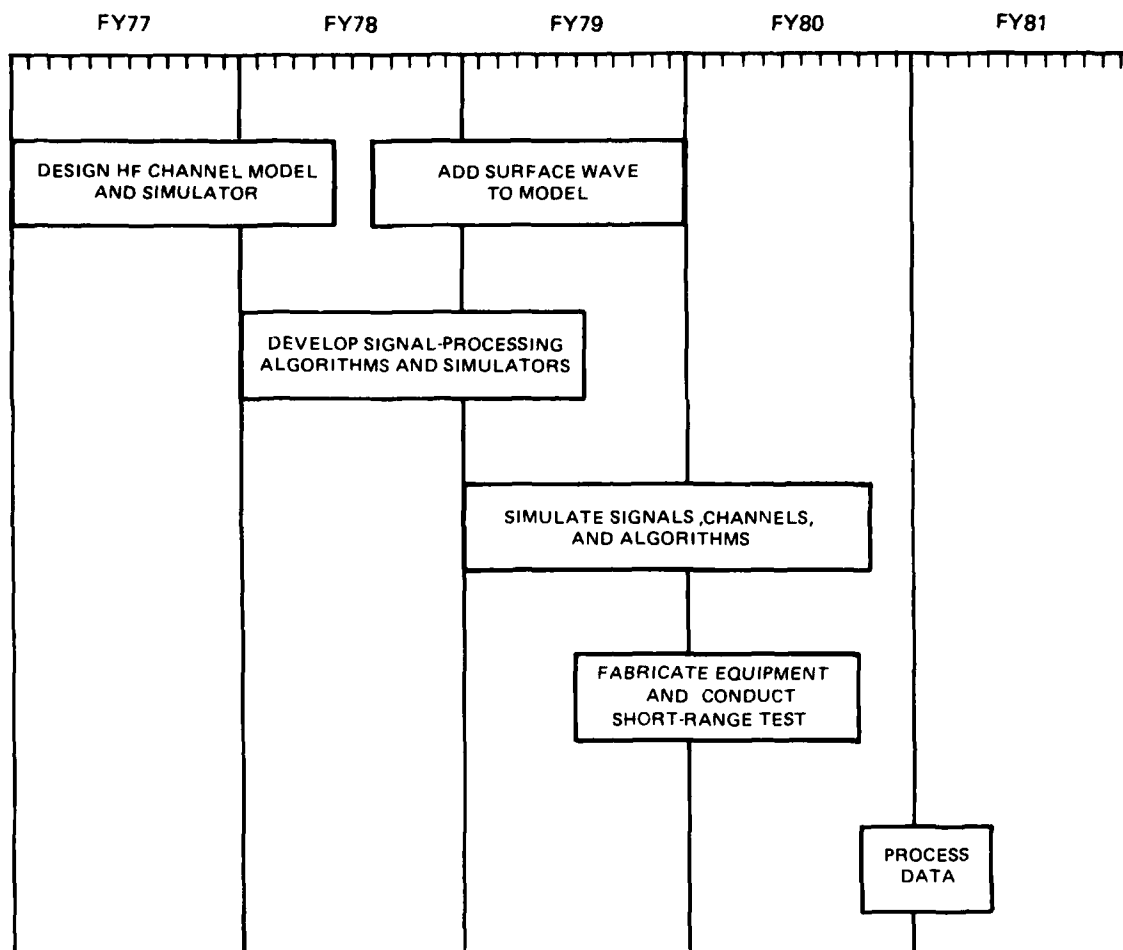 FY77 FY78 FY79 FY80 FY81
DESIGN HF CHANNEL MODEL
AND SIMULATOR
ADD SURFACE WAVE
TO MODEL
DEVELOP SIGNAL-PROCESSING
ALGORITHMS AND SIMULATORS
SIMULATE SIGNALS ,CHANNELS,
AND ALGORITHMS
FABRICATE EQUIPMENT
AND CONDUCT
SHORT-RANGE TEST
PROCESS
DATA